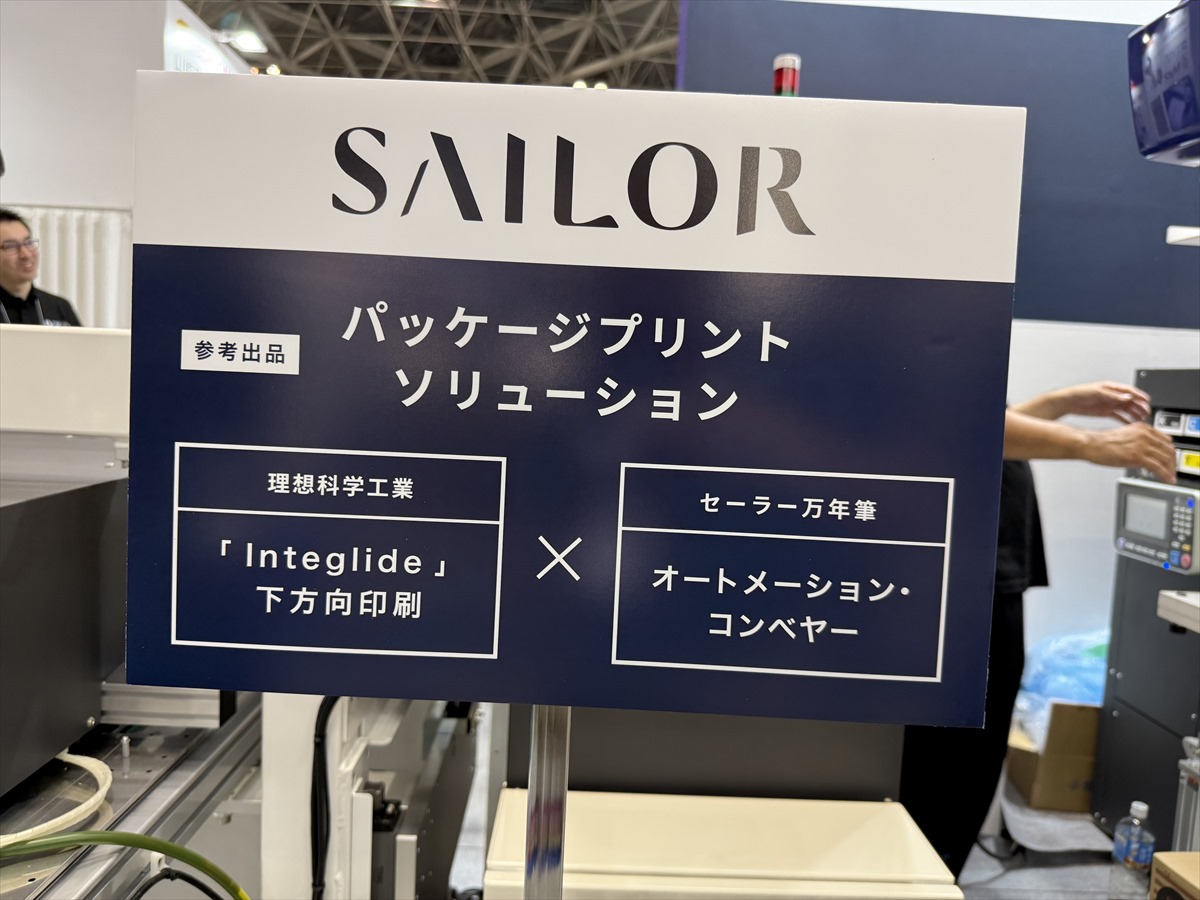 SAILOR
参考出品
パッケージプリント
ソリューション
理想科学工業
「Integlide」
下方向印刷
×
セーラー万年筆
オートメーション・
コンベヤー